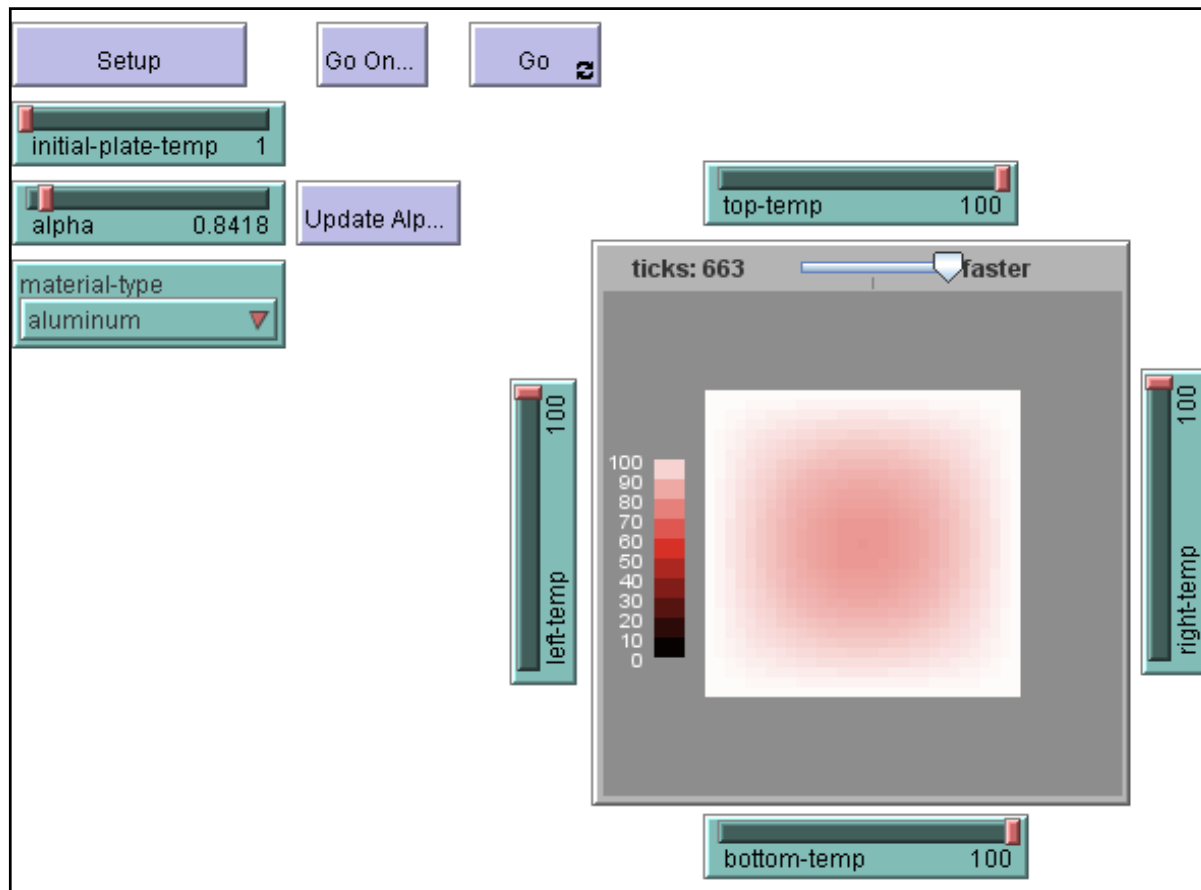 Setup
Go On...
Go
initial-plate-temp 1
alpha 0.8418
Update Alp...
material-type
aluminum
top-temp 100
ticks: 663 faster
left-temp 100
100
90
80
70
60
50
40
30
20
10
0
right-temp 100
bottom-temp 100